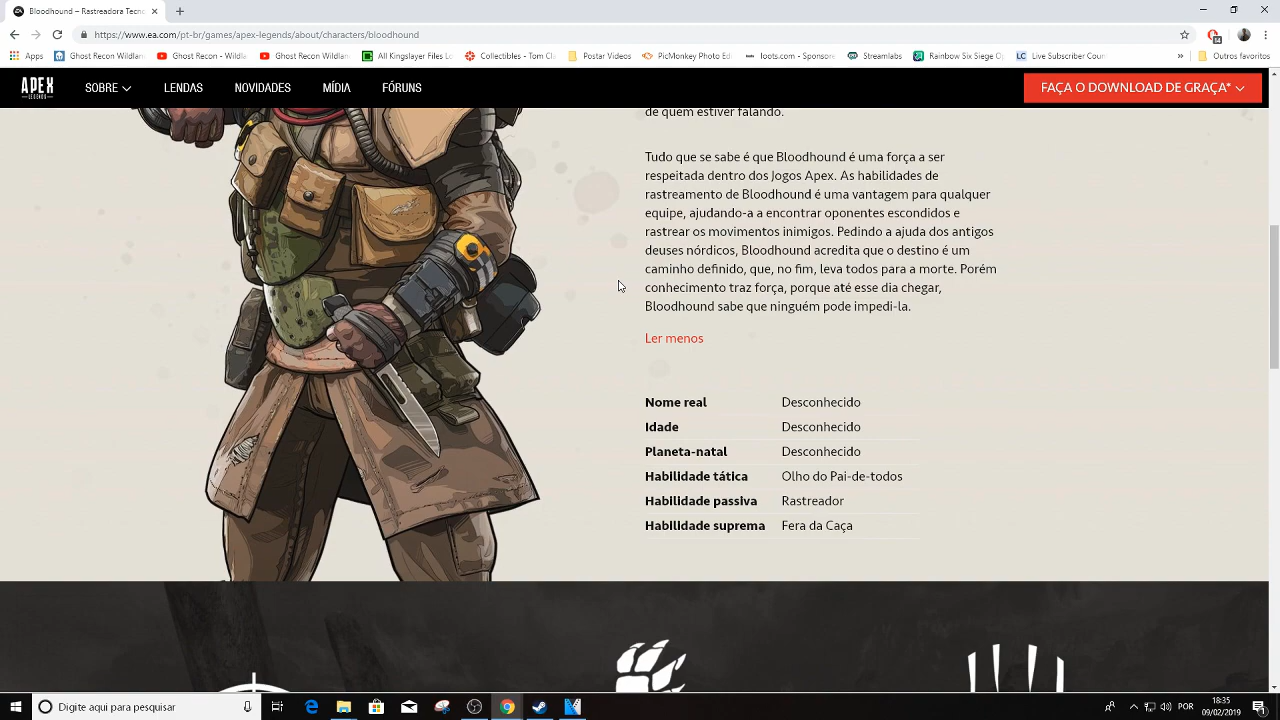 Bloodhound – Rastreadora Tecn
https://www.ea.com/pt-br/games/apex-legends/about/characters/bloodhound
Apps
Ghost Recon Wildlan
Ghost Recon - Wildle
Ghost Recon Wildlan
All Kingslayer Files Lo
Collectibles - Tom Cl
Postar Vídeo
PicMonkey Photo Edi
loots.com - Sponsore
Streamlabs
Rainbow Six Siege Op
Live Subscriber Coun
Outros favoritos
APEX
LEGENDS
SOBRE
LENDAS
NOVIDADES
MÍDIA
FÓRUNS
FAÇA O DOWNLOAD DE GRAÇA*
de quem estiver falando.
Tudo que se sabe é que Bloodhound é uma força a ser
respeitada dentro dos Jogos Apex. As habilidades de
rastreamento de Bloodhound é uma vantagem para qualquer
equipe, ajudando-a a encontrar oponentes escondidos e
rastrear os movimentos inimigos. Pedindo a ajuda dos antigos
deuses nórdicos, Bloodhound acredita que o destino é um
caminho definido, que, no fim, leva todos para a morte. Porém
conhecimento traz força, porque até esse dia chegar,
Bloodhound sabe que ninguém pode impedi-la.
Ler menos
Nome real Desconhecido
Idade Desconhecido
Planeta-natal Desconhecido
Habilidade tática Olho do Pai-de-todos
Habilidade passiva Rastreador
Habilidade suprema Fera da Caça
Digite aqui para pesquisar
POR
18:35
09/02/2019